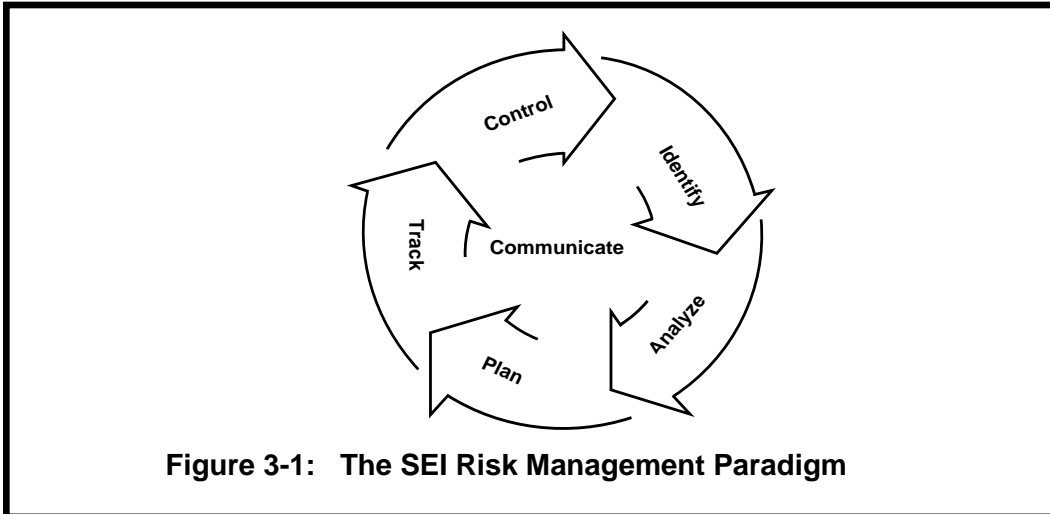 Control
Identify
Track
Communicate
Analyze
Plan
Figure 3-1: The SEI Risk Management Paradigm